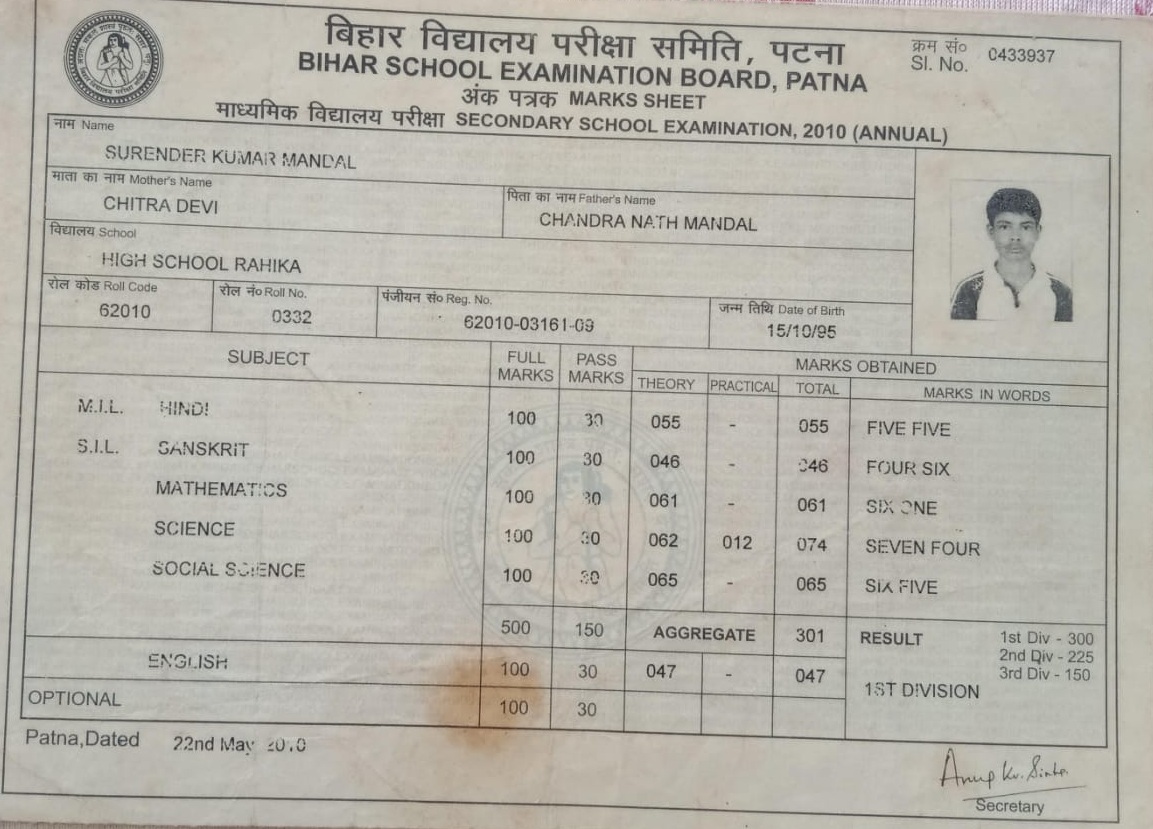 बिहार विद्यालय परीक्षा समिति, पटना
क्रम सं० 0433937
BIHAR SCHOOL EXAMINATION BOARD, PATNA
Sl. No.
अंक पत्रक MARKS SHEET
माध्यमिक विद्यालय परीक्षा SECONDARY SCHOOL EXAMINATION, 2010 (ANNUAL)
नाम Name
SURENDER KUMAR MANDAL
माता का नाम Mother's Name
CHITRA DEVI
पिता का नाम Father's Name
CHANDRA NATH MANDAL
विद्यालय School
HIGH SCHOOL RAHIKA
रोल कोड Roll Code
62010
रोल नं० Roll No.
0332
पंजीयन सं० Reg. No.
62010-03161-09
जन्म तिथि Date of Birth
15/10/95
SUBJECT FULL MARKS PASS MARKS MARKS OBTAINED
THEORY PRACTICAL TOTAL MARKS IN WORDS
M.I.L. HINDI 100 30 055 - 055 FIVE FIVE
S.I.L. SANSKRIT 100 30 046 - 046 FOUR SIX
MATHEMATICS 100 30 061 - 061 SIX ONE
SCIENCE 100 30 062 012 074 SEVEN FOUR
SOCIAL SCIENCE 100 30 065 - 065 SIX FIVE
500 150 AGGREGATE 301 RESULT 1st Div - 300
2nd Div - 225
3rd Div - 150
ENGLISH 100 30 047 - 047 1ST DIVISION
OPTIONAL 100 30
Patna,Dated 22nd May 2010
Anup Kr. Sinha
Secretary